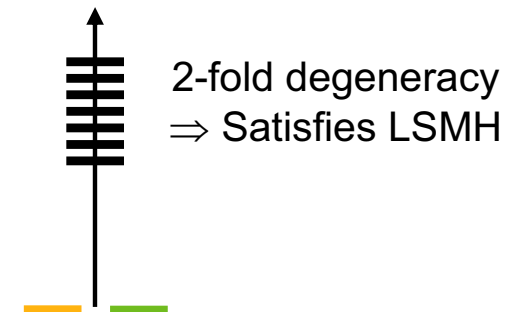 2-fold degeneracy
⇒ Satisfies LSMH